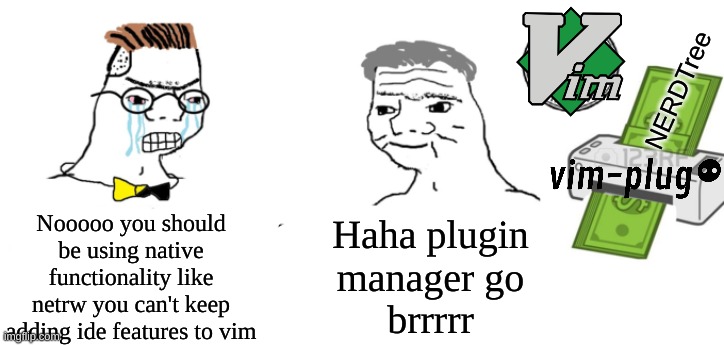 Nooooo you should
be using native
functionality like
netrw you can't keep
adding ide features to vim
imgflip.com
Haha plugin
manager go
brrrrr
Vim
NERDTree
123RF
vim-plug